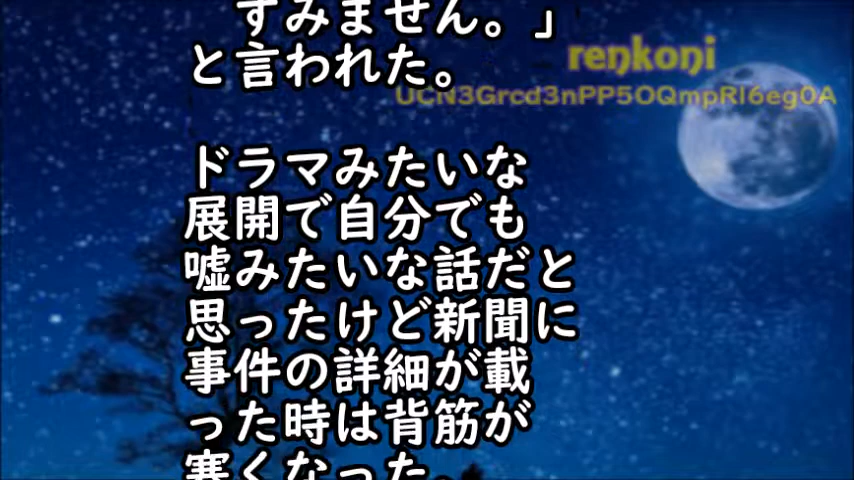 すみません。」
と言われた。
renkoni
UCN3Grcd3nPP5OQmpRI6eg0A
ドラマみたいな
展開で自分でも
嘘みたいな話だと
思ったけど新聞に
事件の詳細が載
った時は背筋が
寒くなった。